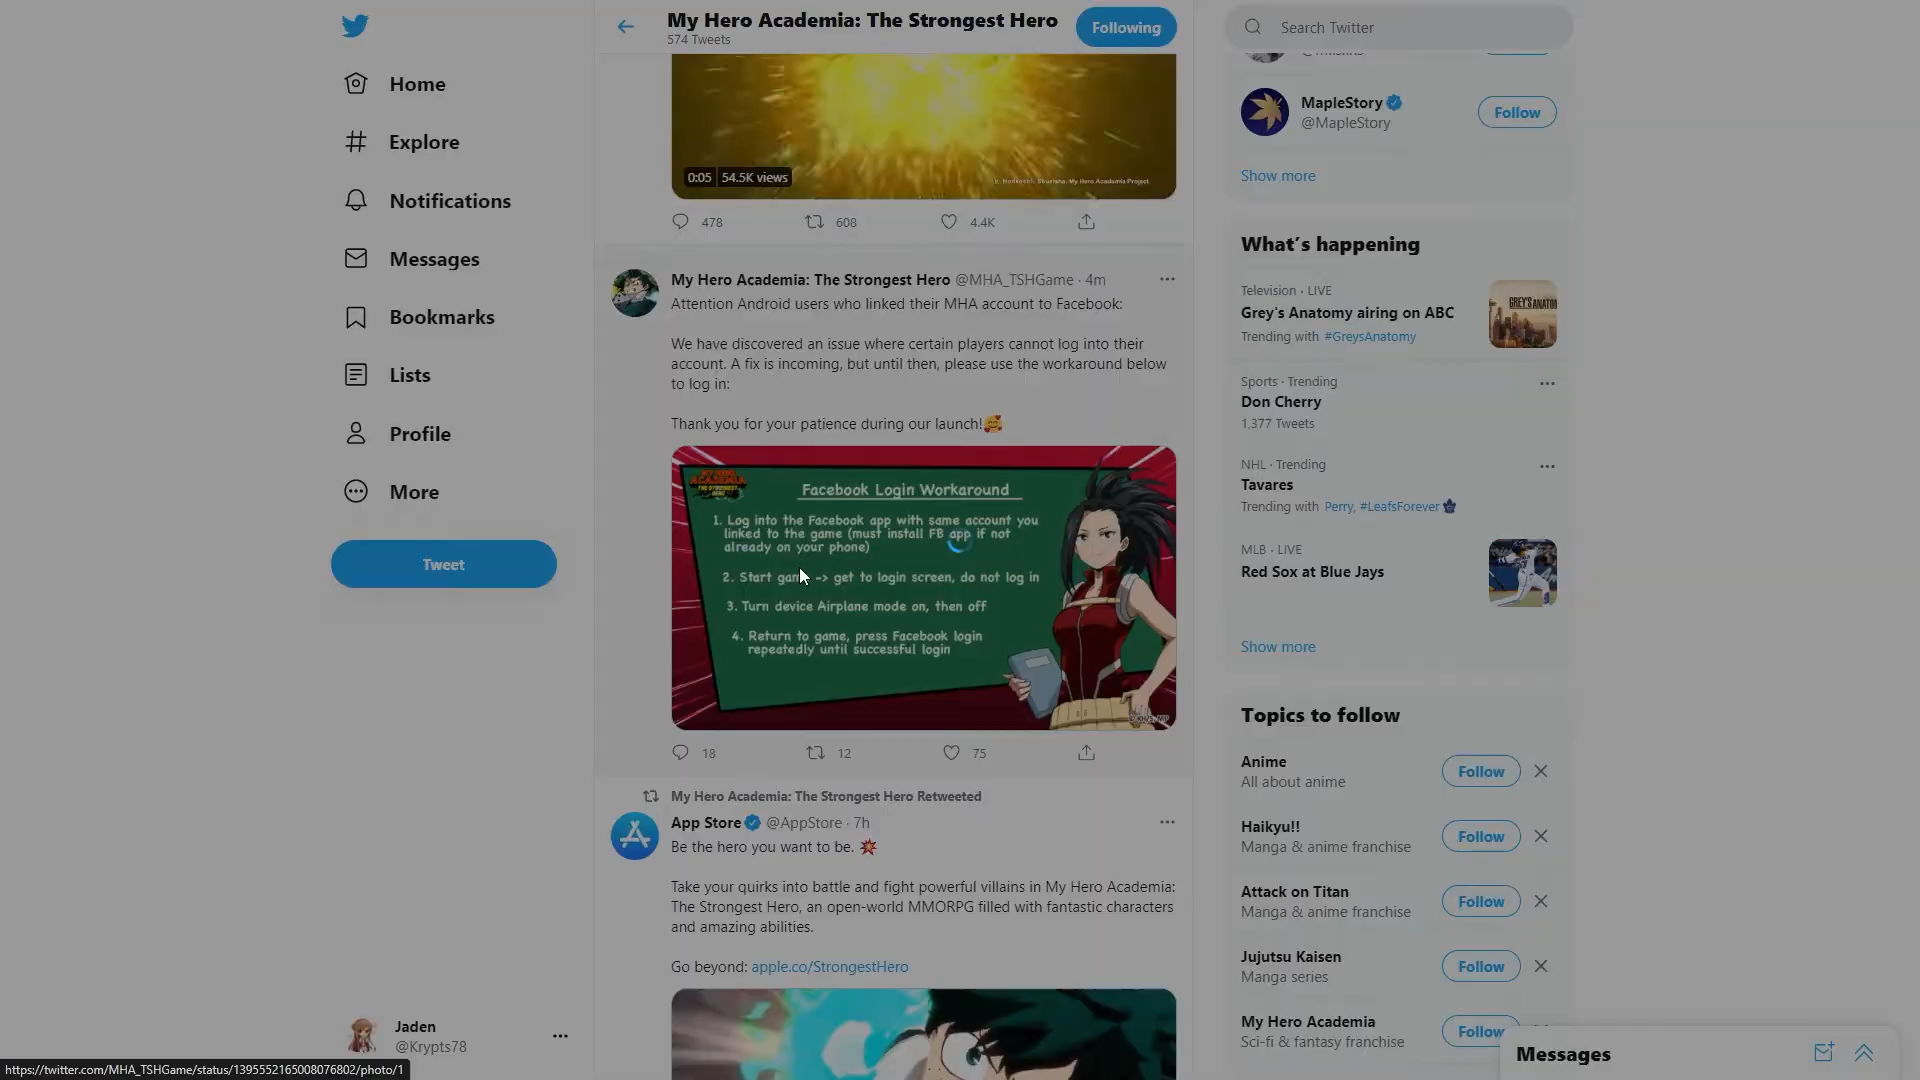 Home
Explore
Notifications
Messages
Bookmarks
Lists
Profile
More
Tweet
Jaden
@Krypts78
https://twitter.com/MHA_TSHGame/status/1395552165008076802/photo/1
My Hero Academia: The Strongest Hero
574 Tweets
Following
0:05 54.5K views
478 608 4.4K
My Hero Academia: The Strongest Hero @MHA_TSHGame · 4m
Attention Android users who linked their MHA account to Facebook:
We have discovered an issue where certain players cannot log into their
account. A fix is incoming, but until then, please use the workaround below
to log in:
Thank you for your patience during our launch!🥰
MY HERO
ACADEMIA
THE STRONGEST
HERO
Facebook Login Workaround
1. Log into the Facebook app with same account you
linked to the game (must install FB app if not
already on your phone)
2. Start game -> get to login screen, do not log in
3. Turn device Airplane mode on, then off
4. Return to game, press Facebook login
repeatedly until successful login
18 12 75
My Hero Academia: The Strongest Hero Retweeted
App Store @AppStore · 7h
Be the hero you want to be. 💥
Take your quirks into battle and fight powerful villains in My Hero Academia:
The Strongest Hero, an open-world MMORPG filled with fantastic characters
and amazing abilities.
Go beyond: apple.co/StrongestHero
Search Twitter
MapleStory
@MapleStory
Follow
Show more
What's happening
Television · LIVE
Grey's Anatomy airing on ABC
Trending with #GreysAnatomy
GREY'S ANATOM
Sports · Trending
Don Cherry
1,377 Tweets
NHL · Trending
Tavares
Trending with Perry, #LeafsForever
MLB · LIVE
Red Sox at Blue Jays
Show more
Topics to follow
Anime
All about anime
Follow
Haikyu!!
Manga & anime franchise
Follow
Attack on Titan
Manga & anime franchise
Follow
Jujutsu Kaisen
Manga series
Follow
My Hero Academia
Sci-fi & fantasy franchise
Follow
Messages